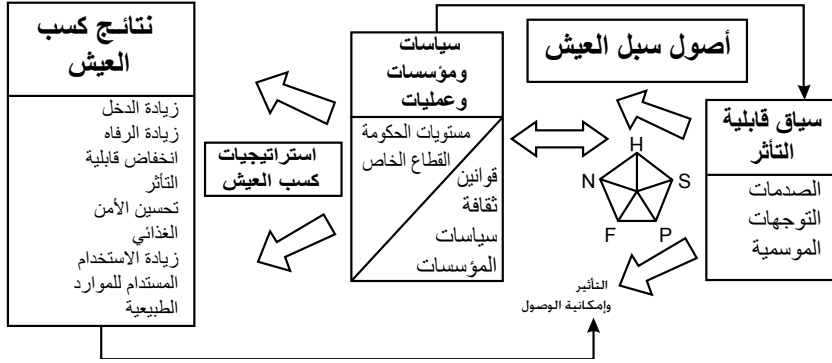 أصول سبل العيش
سياق قابلية
التأثر
الصدمات
التوجهات
الموسمية
H
N
S
F
P
التأثير
وإمكانية الوصول
سياسات
ومؤسسات
وعمليات
مستويات الحكومة
القطاع الخاص
قوانين
ثقافة
سياسات
المؤسسات
استراتيجيات
كسب العيش
نتائج كسب
العيش
زيادة الدخل
زيادة الرفاه
انخفاض قابلية
التأثر
تحسين الأمن
الغذائي
زيادة الاستخدام
المستدام للموارد
الطبيعية